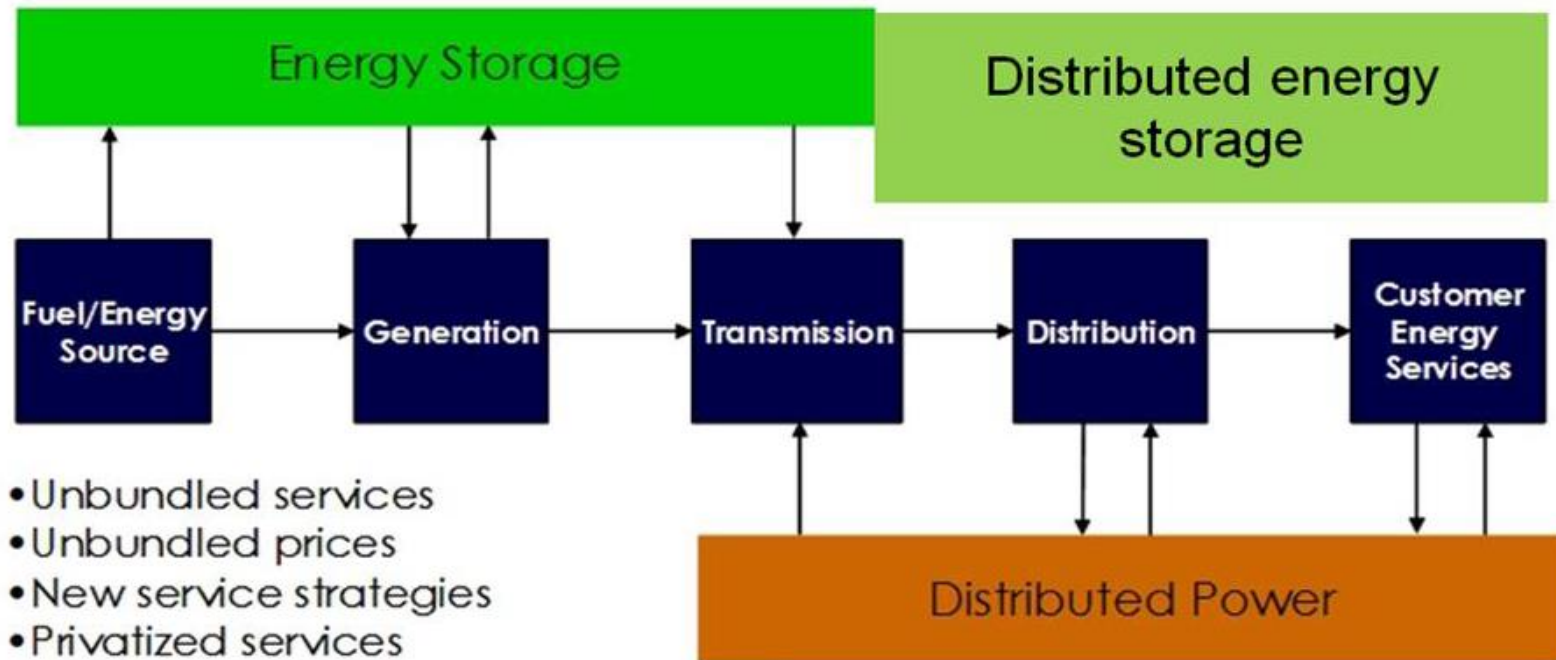 Energy Storage
Distributed energy
storage
Fuel/Energy
Source
Generation
Transmission
Distribution
Customer
Energy
Services
•Unbundled services
•Unbundled prices
•New service strategies
•Privatized services
Distributed Power